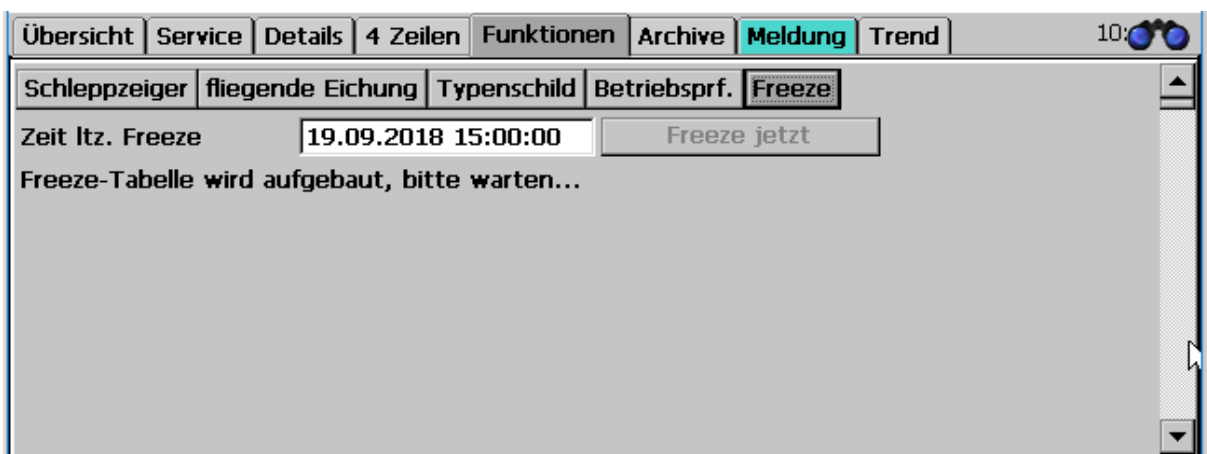 Übersicht Service Details 4 Zeilen Funktionen Archive Meldung Trend 10:
Schleppzeiger fliegende Eichung Typenschild Betriebsprf. Freeze
Zeit ltz. Freeze 19.09.2018 15:00:00 Freeze jetzt
Freeze-Tabelle wird aufgebaut, bitte warten...